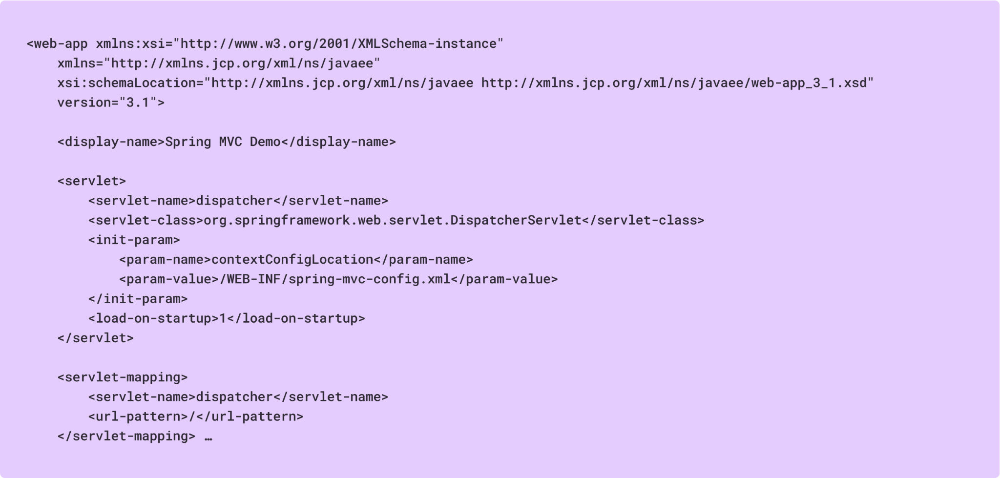 <web-app xmlns:xsi="http://www.w3.org/2001/XMLSchema-instance"
    xmlns="http://xmlns.jcp.org/xml/ns/javaee"
    xsi:schemaLocation="http://xmlns.jcp.org/xml/ns/javaee http://xmlns.jcp.org/xml/ns/javaee/web-app_3_1.xsd"
    version="3.1">

    <display-name>Spring MVC Demo</display-name>

    <servlet>
        <servlet-name>dispatcher</servlet-name>
        <servlet-class>org.springframework.web.servlet.DispatcherServlet</servlet-class>
        <init-param>
            <param-name>contextConfigLocation</param-name>
            <param-value>/WEB-INF/spring-mvc-config.xml</param-value>
        </init-param>
        <load-on-startup>1</load-on-startup>
    </servlet>

    <servlet-mapping>
        <servlet-name>dispatcher</servlet-name>
        <url-pattern>/</url-pattern>
    </servlet-mapping> …